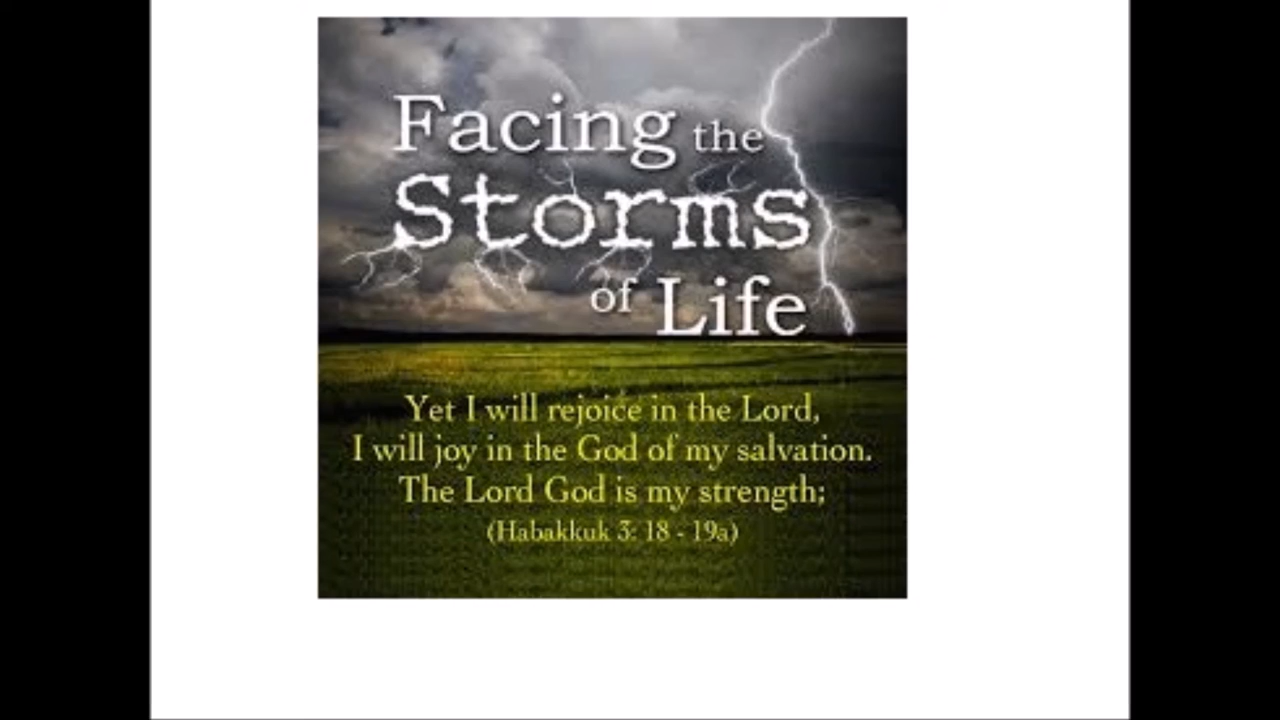 Facing the
Storms
of Life
Yet I will rejoice in the Lord,
I will joy in the God of my salvation.
The Lord God is my strength;
(Habakkuk 3: 18 - 19a)